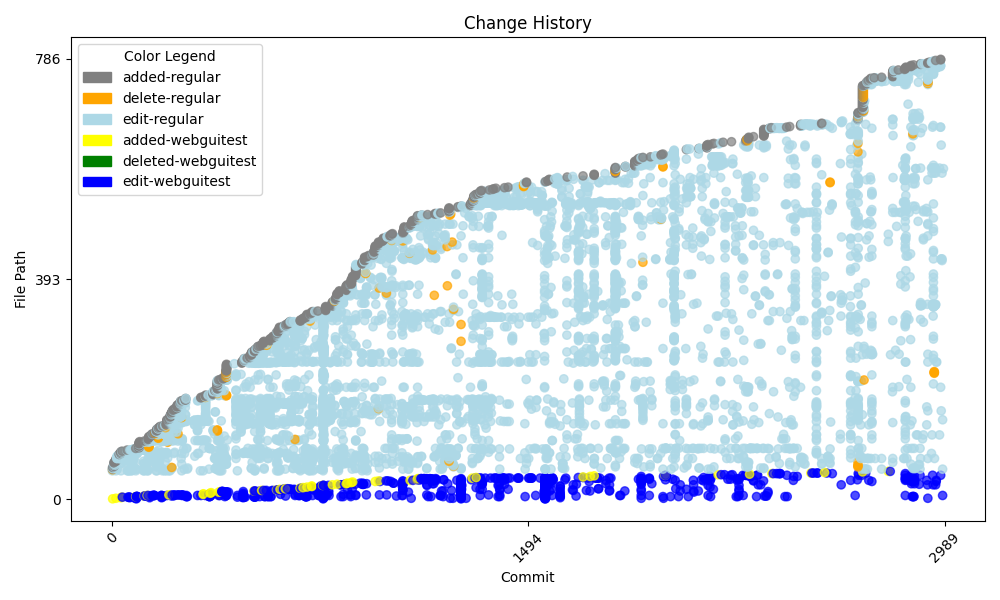 Change History
Color Legend
added-regular
delete-regular
edit-regular
added-webguitest
deleted-webguitest
edit-webguitest
File Path
786
393
0
0
1494
2989
Commit